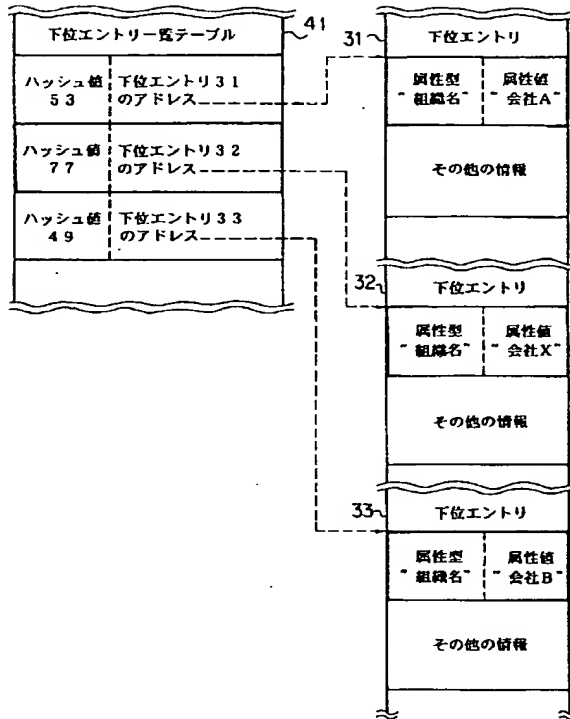 下位エントリ一覧テーブル
41
ハッシュ値
53
下位エントリ31
のアドレス
ハッシュ値
77
下位エントリ32
のアドレス
ハッシュ値
49
下位エントリ33
のアドレス
31
下位エントリ
属性型
"組織名"
属性値
"会社A"
その他の情報
32
下位エントリ
属性型
"組織名"
属性値
"会社X"
その他の情報
33
下位エントリ
属性型
"組織名"
属性値
"会社B"
その他の情報